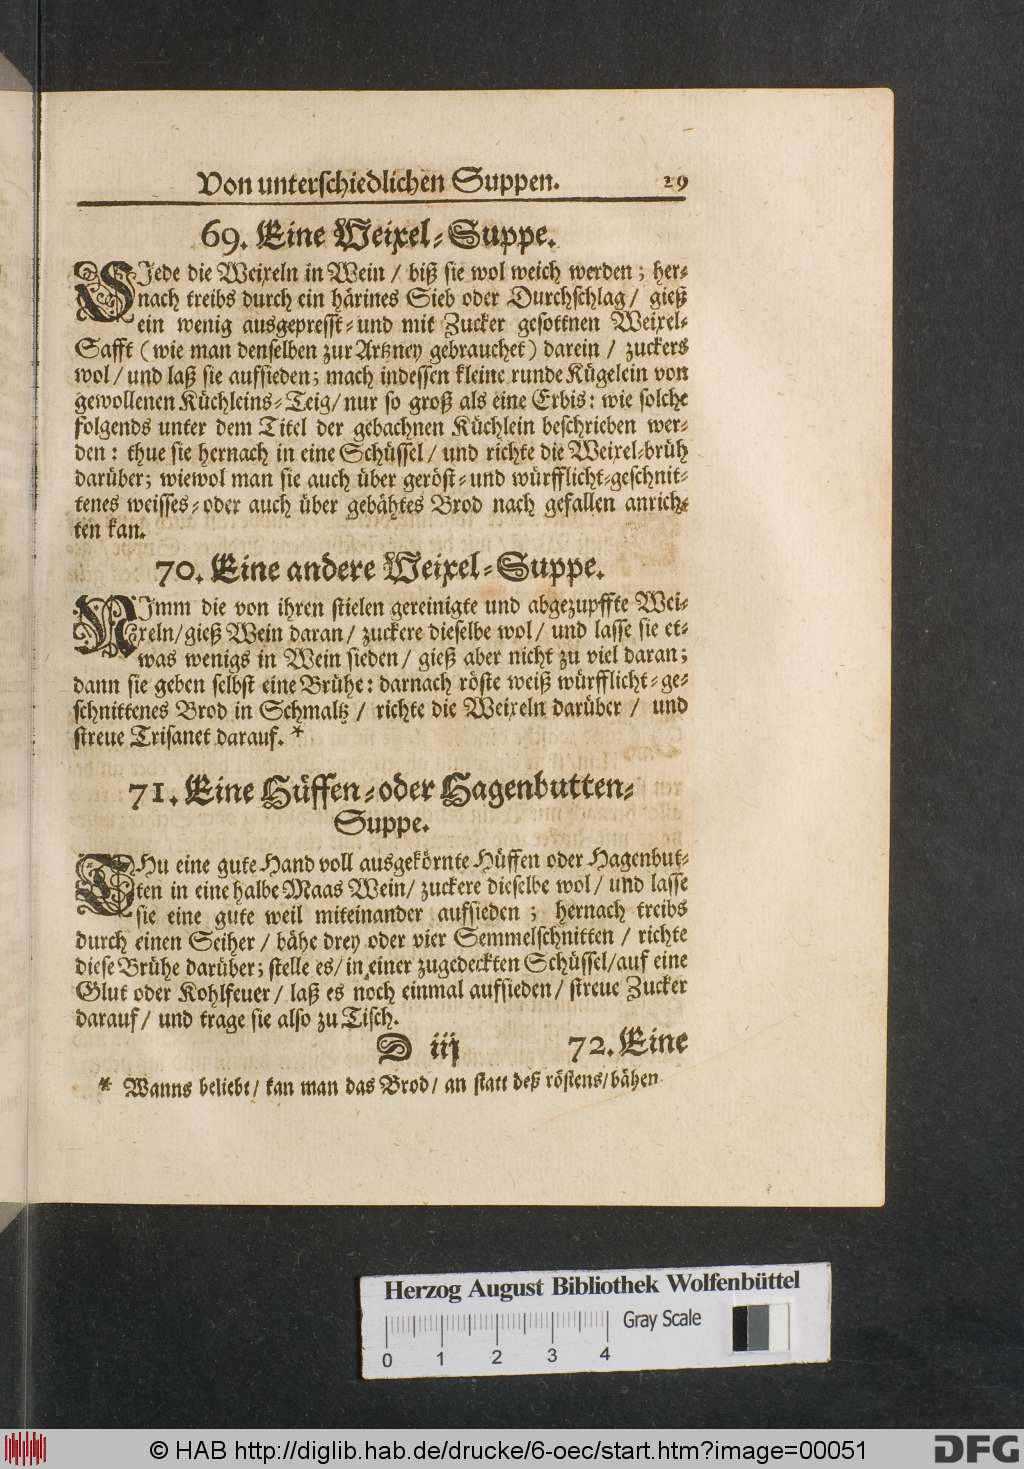 Von unterschiedlichen Suppen. 29
69. Eine Weixel-Suppe.
SJede die Weixeln in Wein / biß sie wol weich werden; her-
nach treibs durch ein härines Sieb oder Durchschlag / gieß
ein wenig ausgepresst- und mit Zucker gesottnen Weixel-
Safft (wie man denselben zur Artzney gebrauchet) darein / zuckers
wol / und laß sie aufsieden; mach indessen kleine runde Kügelein von
gewollenen Küchleins-Teig / nur so groß als eine Erbis: wie solche
folgends unter dem Titel der gebachnen Küchlein beschrieben wer-
den: thue sie hernach in eine Schüssel / und richte die Weixel-brüh
darüber; wiewol man sie auch über geröst- und würfflicht-geschnit-
tenes weisses- oder auch über gebähtes Brod nach gefallen anrich-
ten kan.
70. Eine andere Weixel-Suppe.
NJmm die von ihren stielen gereinigte und abgezupffte Wei-
xeln / gieß Wein daran / zuckere dieselbe wol / und lasse sie et-
was wenigs in Wein sieden / gieß aber nicht zu viel daran;
dann sie geben selbst eine Brühe: darnach röste weiß würfflicht-ge-
schnittenes Brod in Schmaltz / richte die Weixeln darüber / und
streue Trisanet darauf. *
71. Eine Hüffen- oder Hagenbutten-
Suppe.
THu eine gute Hand voll ausgekörnte Hüffen oder Hagenbut-
ten in eine halbe Maas Wein / zuckere dieselbe wol / und lasse
sie eine gute weil miteinander aufsieden; hernach treibs
durch einen Seiher / bähe drey oder vier Semmelschnitten / richte
diese Brühe darüber; stelle es / in einer zugedeckten Schüssel / auf eine
Glut oder Kohlfeuer / laß es noch einmal aufsieden / streue Zucker
darauf / und trage sie also zu Tisch.
D iij 72. Eine
* Wanns beliebt / kan man das Brod / an statt deß röstens / bähen
Herzog August Bibliothek Wolfenbüttel
Gray Scale
0 1 2 3 4
© HAB http://diglib.hab.de/drucke/6-oec/start.htm?image=00051
DFG